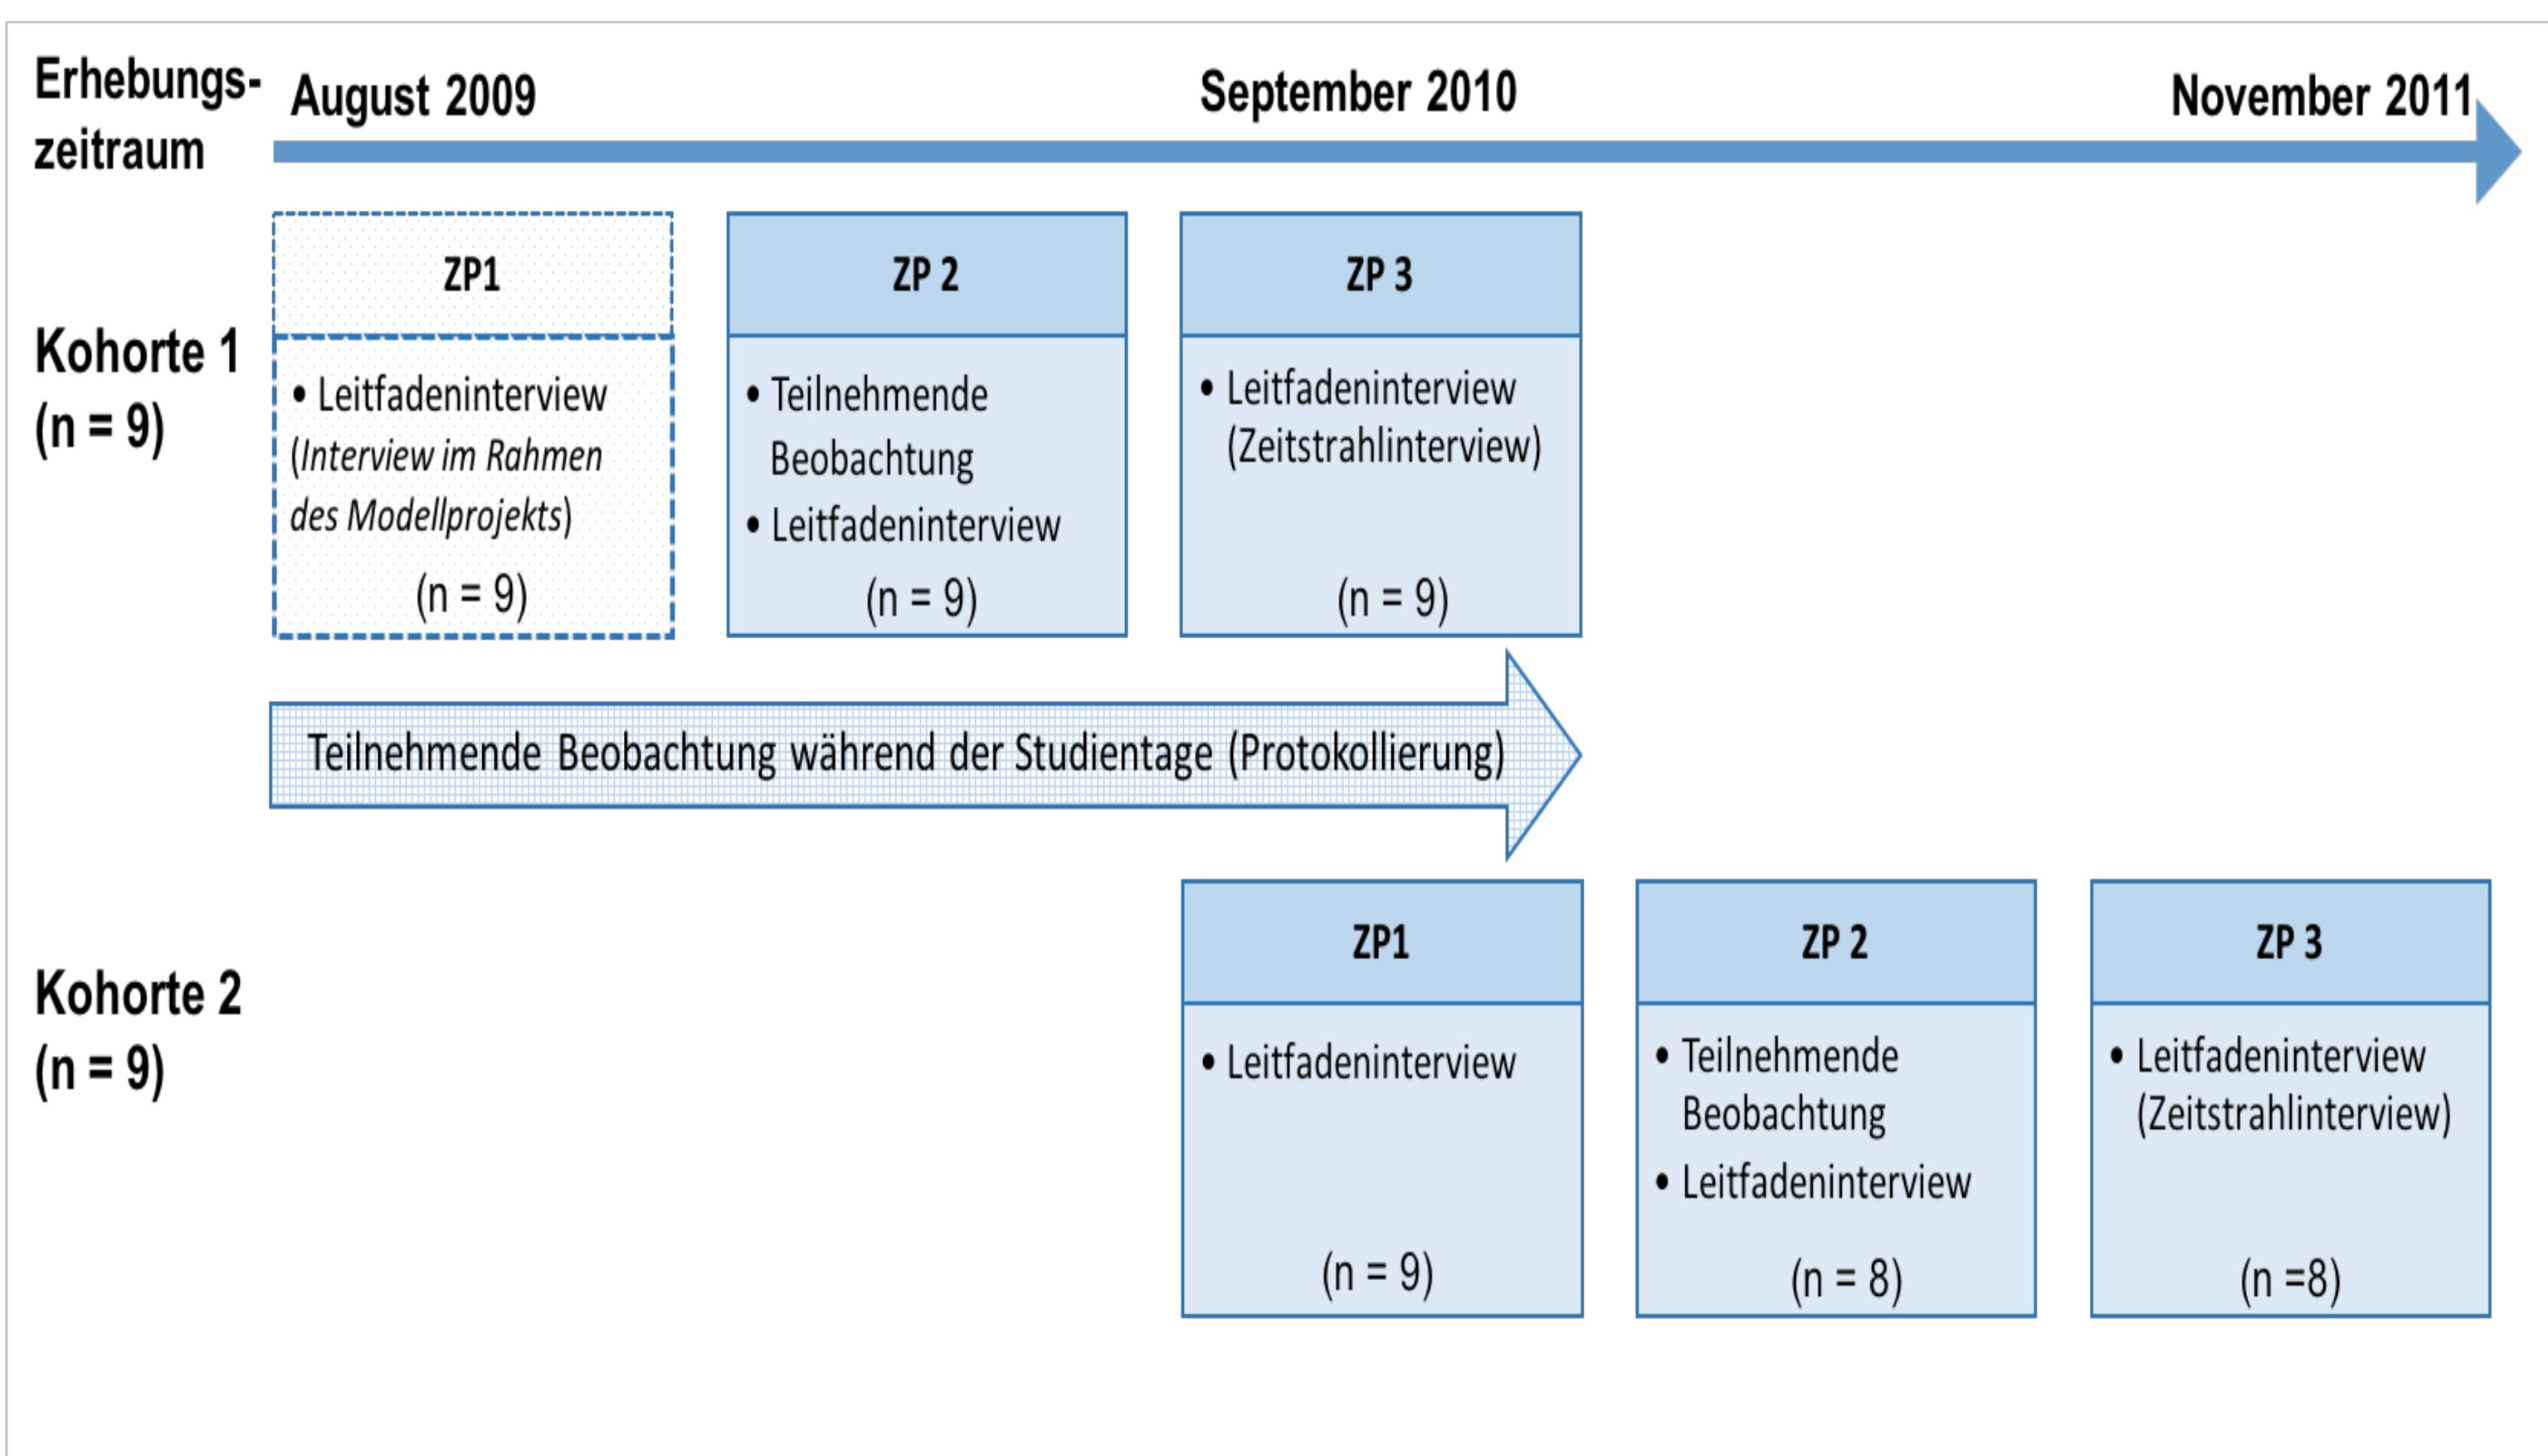 Erhebungs-
zeitraum
August 2009
September 2010
November 2011
Kohorte 1
(n = 9)
ZP1
• Leitfadeninterview
(Interview im Rahmen
des Modellprojekts)
(n = 9)
ZP 2
• Teilnehmende
Beobachtung
• Leitfadeninterview
(n = 9)
ZP 3
• Leitfadeninterview
(Zeitstrahlinterview)
(n = 9)
Teilnehmende Beobachtung während der Studientage (Protokollierung)
Kohorte 2
(n = 9)
ZP1
• Leitfadeninterview
(n = 9)
ZP 2
• Teilnehmende
Beobachtung
• Leitfadeninterview
(n = 8)
ZP 3
• Leitfadeninterview
(Zeitstrahlinterview)
(n =8)